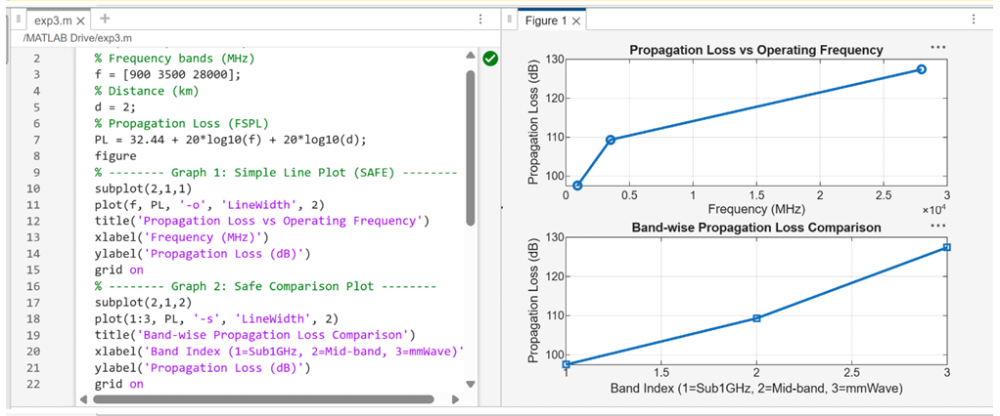 exp3.m
/MATLAB Drive/exp3.m
2 % Frequency bands (MHz)
3 f = [900 3500 28000];
4 % Distance (km)
5 d = 2;
6 % Propagation Loss (FSPL)
7 PL = 32.44 + 20*log10(f) + 20*log10(d);
8 figure
9 % -------- Graph 1: Simple Line Plot (SAFE) --------
10 subplot(2,1,1)
11 plot(f, PL, '-o', 'LineWidth', 2)
12 title('Propagation Loss vs Operating Frequency')
13 xlabel('Frequency (MHz)')
14 ylabel('Propagation Loss (dB)')
15 grid on
16 % -------- Graph 2: Safe Comparison Plot --------
17 subplot(2,1,2)
18 plot(1:3, PL, '-s', 'LineWidth', 2)
19 title('Band-wise Propagation Loss Comparison')
20 xlabel('Band Index (1=Sub1GHz, 2=Mid-band, 3=mmWave)'
21 ylabel('Propagation Loss (dB)')
22 grid on
Figure 1
Propagation Loss vs Operating Frequency
Propagation Loss (dB)
130
120
110
100
0 0.5 1 1.5 2 2.5 3
Frequency (MHz)
×10⁴
Band-wise Propagation Loss Comparison
Propagation Loss (dB)
130
120
110
100
1 1.5 2 2.5 3
Band Index (1=Sub1GHz, 2=Mid-band, 3=mmWave)